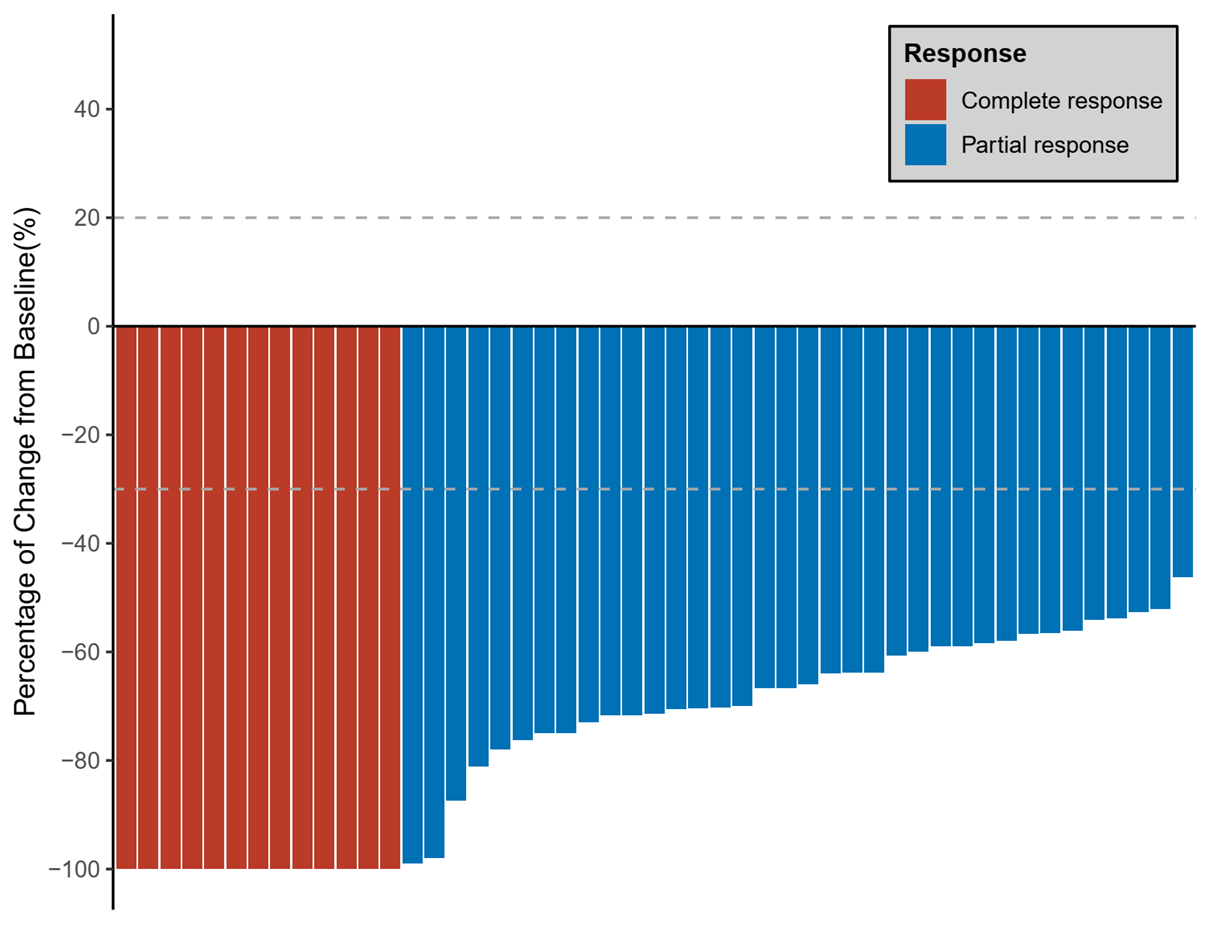 Response
Complete response
Partial response
Percentage of Change from Baseline(%)
40
20
0
−20
−40
−60
−80
−100